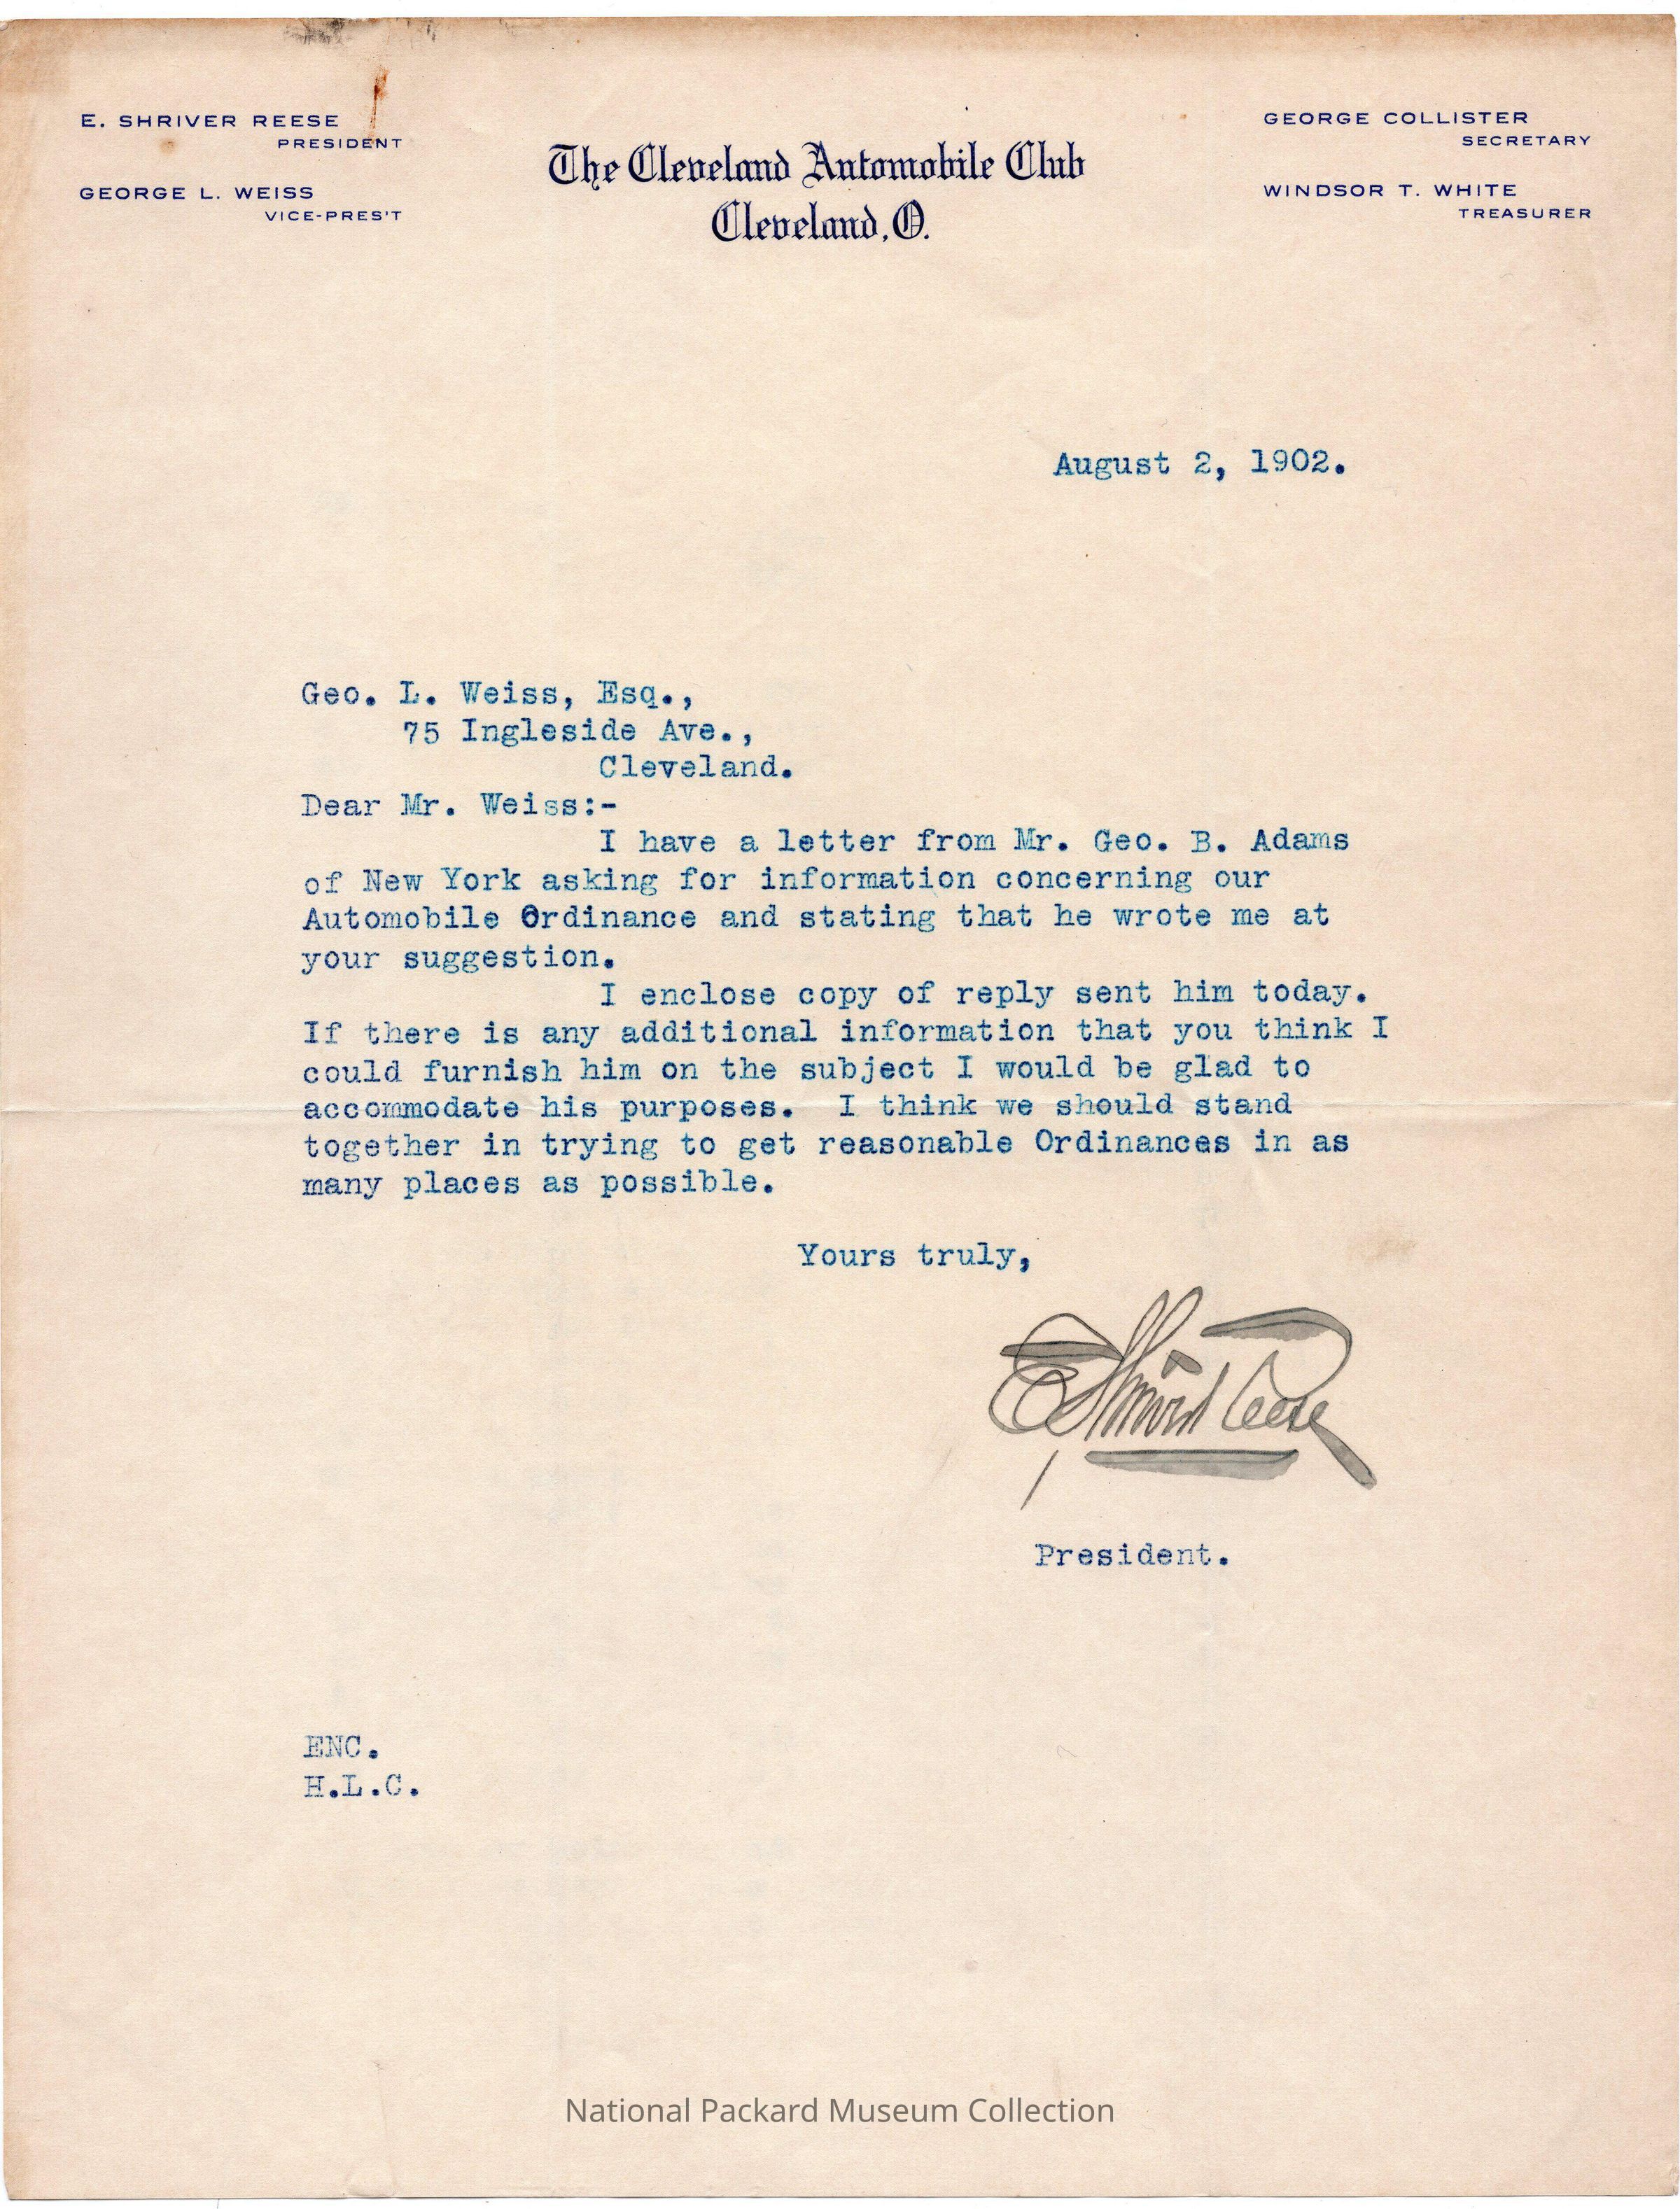 E. SHRIVER REESE
PRESIDENT
GEORGE L. WEISS
VICE-PRES'T
The Cleveland Automobile Club
Cleveland, O.
GEORGE COLLISTER
SECRETARY
WINDSOR T. WHITE
TREASURER
August 2, 1902.
Geo. L. Weiss, Esq.,
75 Ingleside Ave.,
Cleveland.
Dear Mr. Weiss:-
I have a letter from Mr. Geo. B. Adams
of New York asking for information concerning our
Automobile Ordinance and stating that he wrote me at
your suggestion.
I enclose copy of reply sent him today.
If there is any additional information that you think I
could furnish him on the subject I would be glad to
accommodate his purposes. I think we should stand
together in trying to get reasonable Ordinances in as
many places as possible.
Yours truly,
E Shriver Reese
President.
ENC.
H.L.C.
National Packard Museum Collection